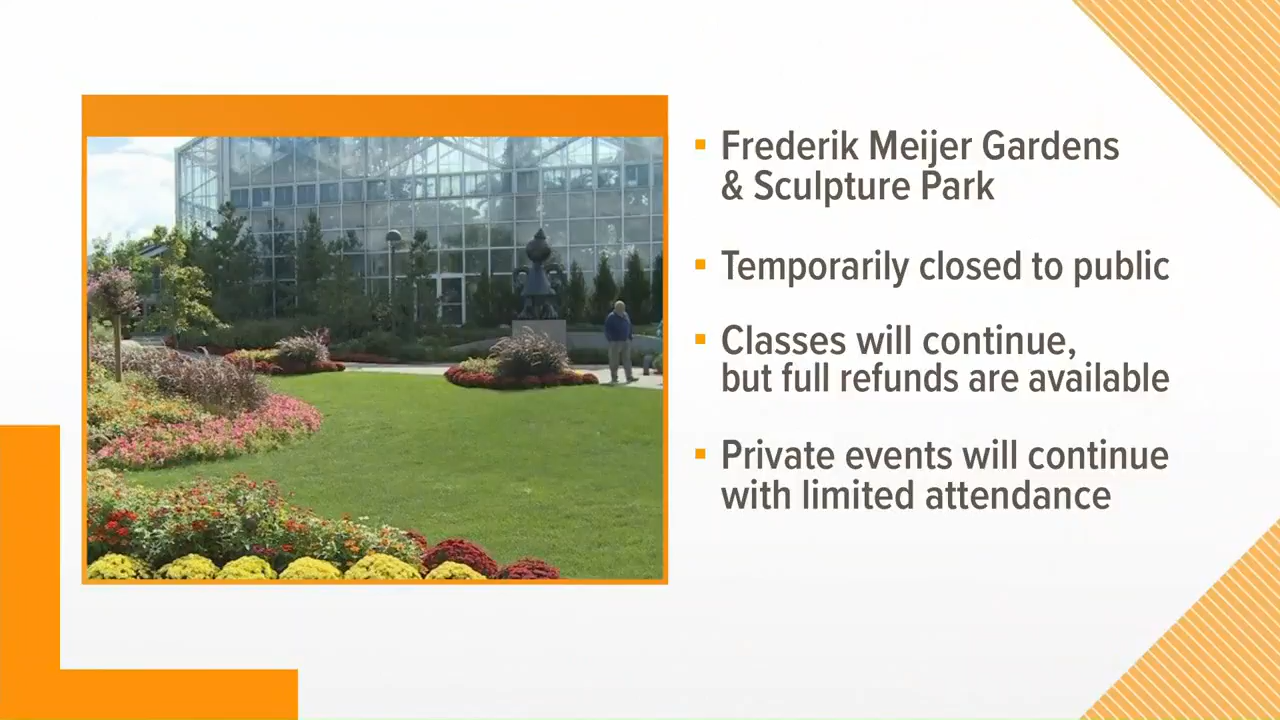 Frederik Meijer Gardens
& Sculpture Park
Temporarily closed to public
Classes will continue,
but full refunds are available
Private events will continue
with limited attendance